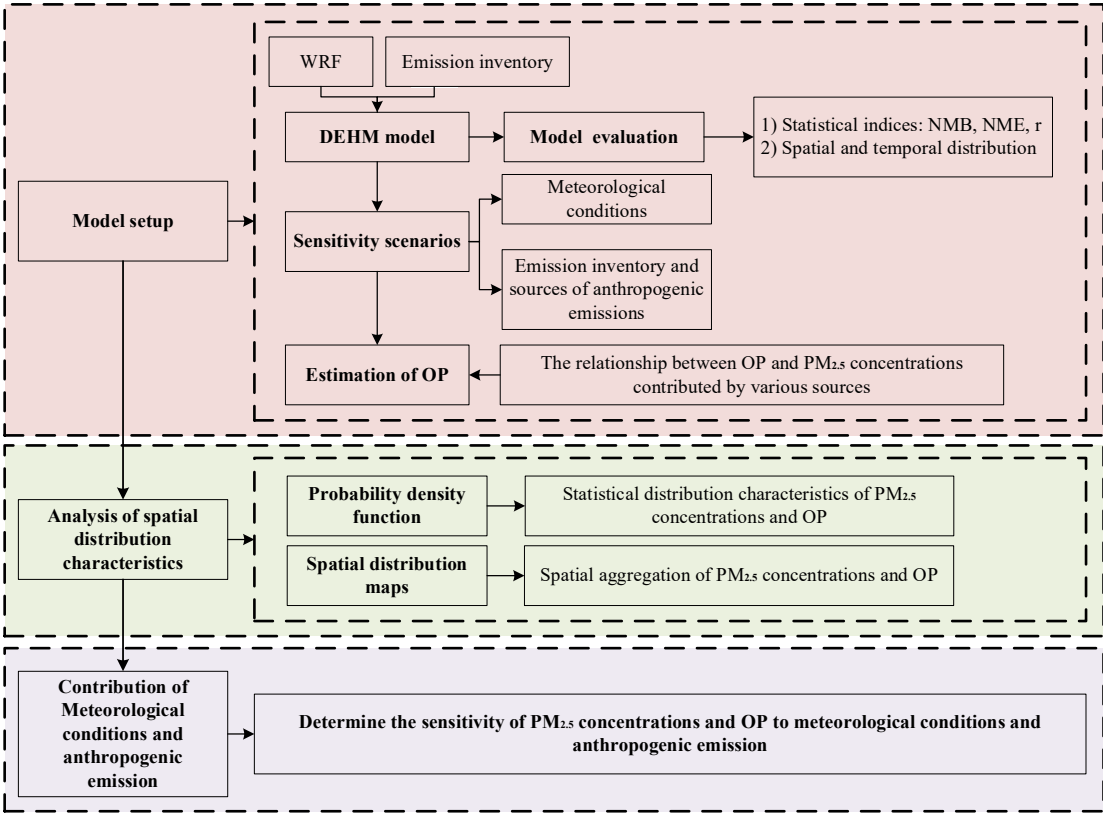 WRF
Emission inventory
DEHM model
Model evaluation
1) Statistical indices: NMB, NME, r
2) Spatial and temporal distribution
Model setup
Sensitivity scenarios
Meteorological
conditions
Emission inventory and
sources of anthropogenic
emissions
Estimation of OP
The relationship between OP and PM₂.₅ concentrations
contributed by various sources
Analysis of spatial
distribution
characteristics
Probability density
function
Statistical distribution characteristics of PM₂.₅
concentrations and OP
Spatial distribution
maps
Spatial aggregation of PM₂.₅ concentrations and OP
Contribution of
Meteorological
conditions and
anthropogenic
emission
Determine the sensitivity of PM₂.₅ concentrations and OP to meteorological conditions and
anthropogenic emission